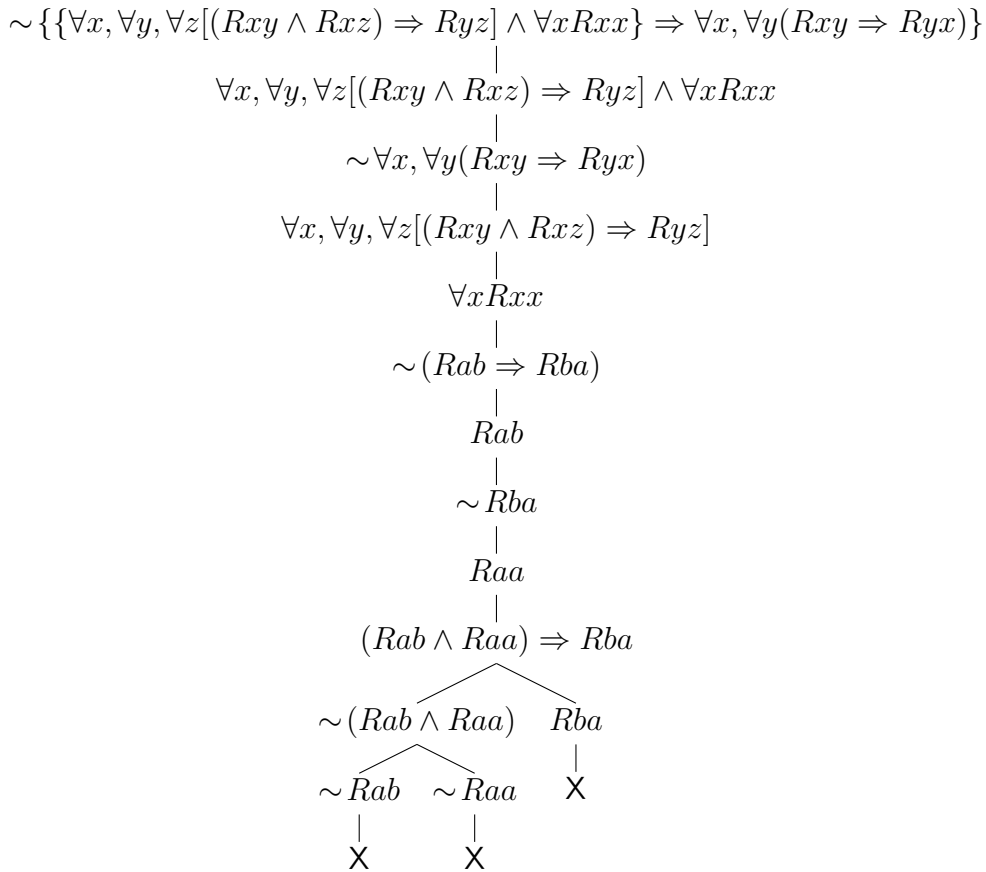 ∼{{∀x, ∀y, ∀z[(Rxy ∧ Rxz) ⇒ Ryz] ∧ ∀xRxx} ⇒ ∀x, ∀y(Rxy ⇒ Ryx)}
∀x, ∀y, ∀z[(Rxy ∧ Rxz) ⇒ Ryz] ∧ ∀xRxx
∼∀x, ∀y(Rxy ⇒ Ryx)
∀x, ∀y, ∀z[(Rxy ∧ Rxz) ⇒ Ryz]
∀xRxx
∼(Rab ⇒ Rba)
Rab
∼Rba
Raa
(Rab ∧ Raa) ⇒ Rba
∼(Rab ∧ Raa) Rba
∼Rab ∼Raa X
X X